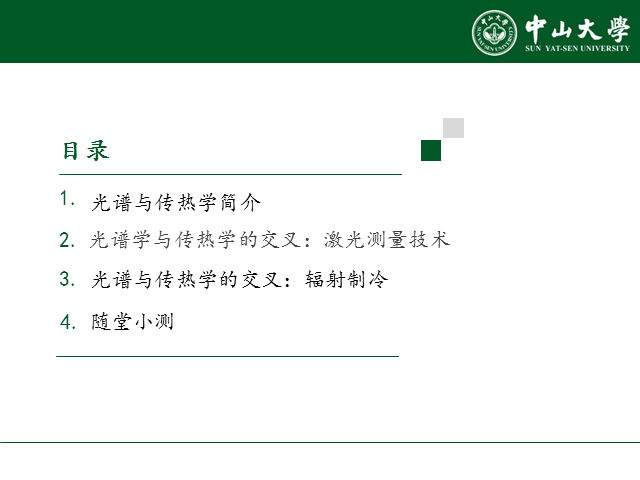 中山大學
SUN YAT-SEN UNIVERSITY
目录
1. 光谱与传热学简介
2. 光谱学与传热学的交叉：激光测量技术
3. 光谱与传热学的交叉：辐射制冷
4. 随堂小测